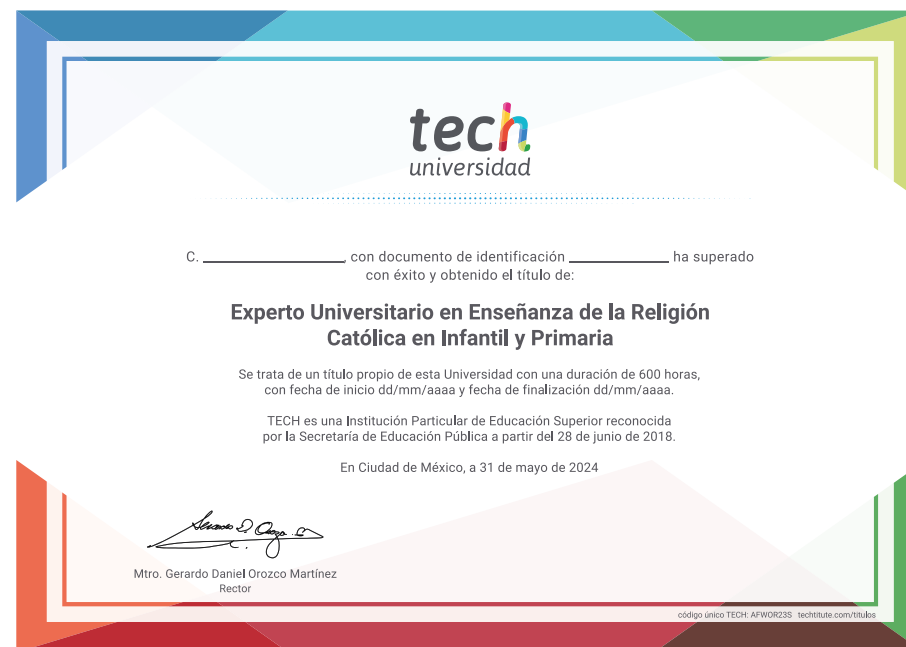 tech
universidad
C. ____________, con documento de identificación ____________ ha superado
con éxito y obtenido el título de:
Experto Universitario en Enseñanza de la Religión
Católica en Infantil y Primaria
Se trata de un título propio de esta Universidad con una duración de 600 horas,
con fecha de inicio dd/mm/aaaa y fecha de finalización dd/mm/aaaa.
TECH es una Institución Particular de Educación Superior reconocida
por la Secretaría de Educación Pública a partir del 28 de junio de 2018.
En Ciudad de México, a 31 de mayo de 2024
Mtro. Gerardo Daniel Orozco Martínez
Rector
código único TECH: AFWOR23S techtitute.com/titulos